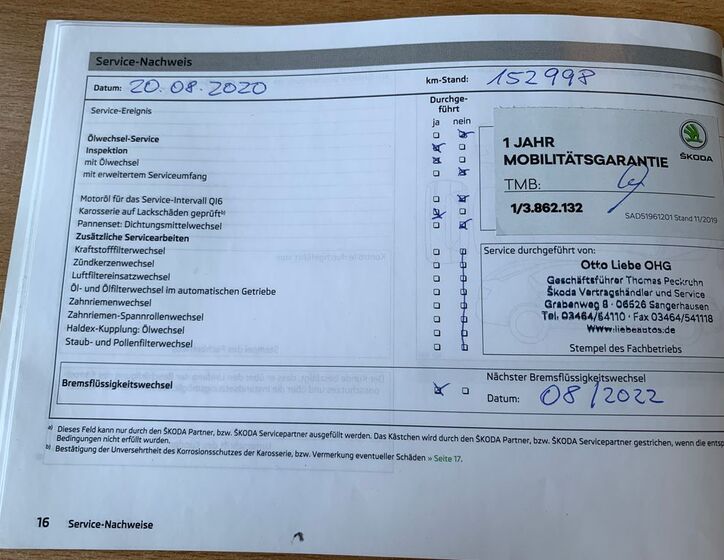 Service-Nachweis
Datum: 20.08.2020 km-Stand: 152998
Service-Ereignis
Durchge-
führt
ja nein
Ölwechsel-Service
Inspektion
mit Ölwechsel
mit erweitertem Serviceumfang
Motoröl für das Service-Intervall QI6
Karosserie auf Lackschäden geprüft b)
Pannenset: Dichtungsmittelwechsel
Zusätzliche Servicearbeiten
Kraftstofffilterwechsel
Zündkerzenwechsel
Luftfiltereinsatzwechsel
Öl- und Ölfilterwechsel im automatischen Getriebe
Zahnriemenwechsel
Zahnriemen-Spannrollenwechsel
Haldex-Kupplung: Ölwechsel
Staub- und Pollenfilterwechsel
1 JAHR
MOBILITÄTSGARANTIE
ŠKODA
TMB:
1/3.862.132
SAD51961201 Stand 11/2019
Service durchgeführt von:
Otto Liebe OHG
Geschäftsführer Thomas Peckruhn
Škoda Vertragshändler und Service
Grabenweg 8 · 06526 Sangerhausen
Tel. 03464/54110 · Fax 03464/541118
www.liebeautos.de
Stempel des Fachbetriebs
Bremsflüssigkeitswechsel
Nächster Bremsflüssigkeitswechsel
Datum: 08/2022
a) Dieses Feld kann nur durch den ŠKODA Partner, bzw. ŠKODA Servicepartner ausgefüllt werden. Das Kästchen wird durch den ŠKODA Partner, bzw. ŠKODA Servicepartner gestrichen, wenn die entsp
Bedingungen nicht erfüllt wurden.
b) Bestätigung der Unversehrtheit des Korrosionsschutzes der Karosserie, bzw. Vermerkung eventueller Schäden » Seite 17.
16 Service-Nachweise